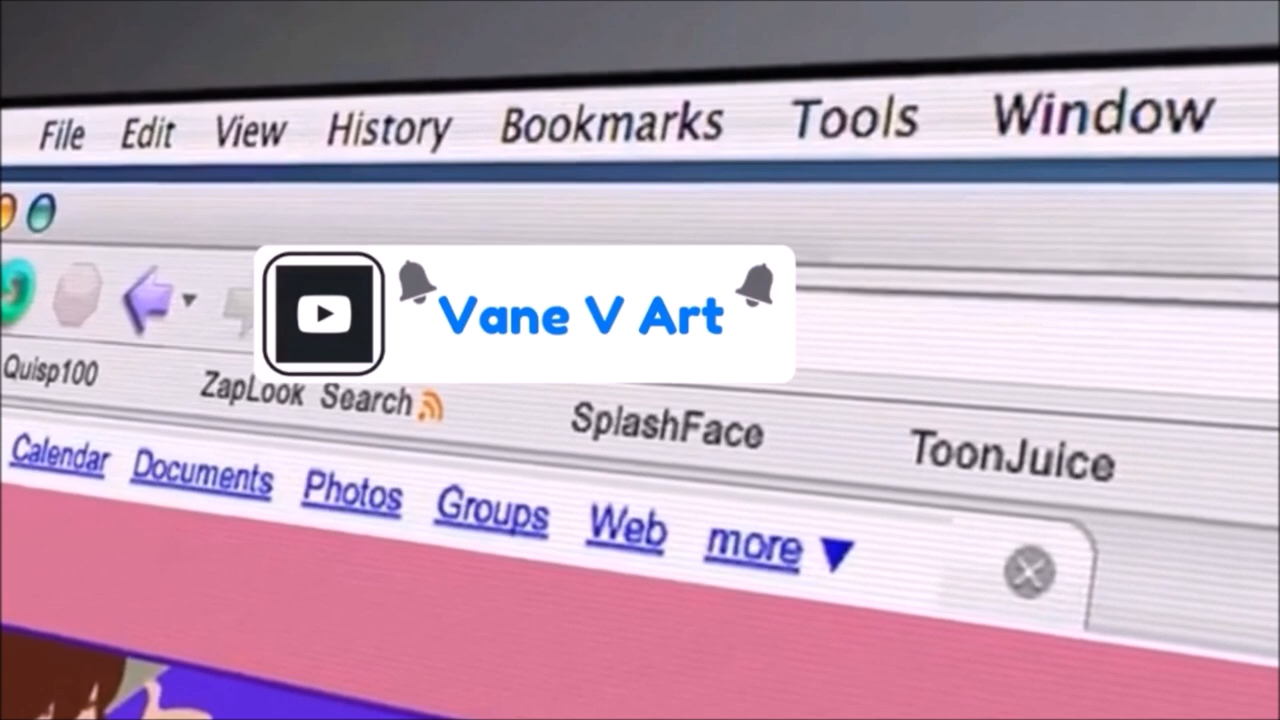 File Edit View History Bookmarks Tools Window
Vane V Art
Quisp100 ZapLook Search SplashFace ToonJuice
Calendar Documents Photos Groups Web more